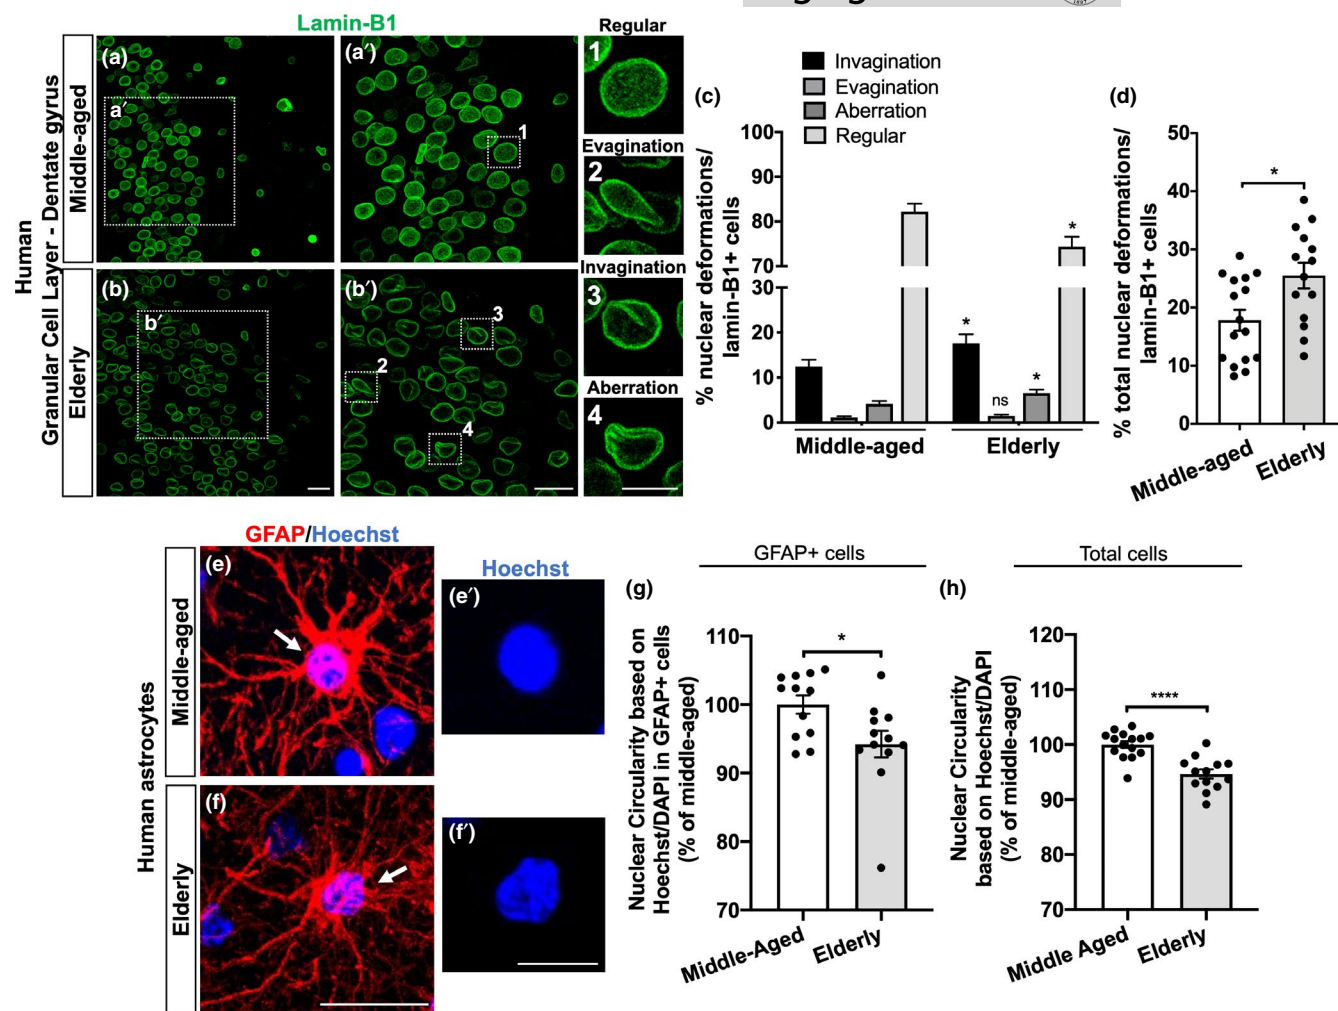 Lamin-B1
Regular
(a)
a′
(a′)
1
1
Evagination
2
Human
Granular Cell Layer - Dentate gyrus
Middle-aged
Elderly
(b)
b′
(b′)
3
2
4
Invagination
3
Aberration
4
(c)
Invagination
Evagination
Aberration
Regular
% nuclear deformations/
lamin-B1+ cells
100
90
80
70
30
20
10
0
*
ns
*
*
Middle-aged
Elderly
(d)
% total nuclear deformations/
lamin-B1+ cells
50
40
30
20
10
0
*
Middle-aged
Elderly
GFAP/Hoechst
Human astrocytes
Middle-aged
Elderly
(e)
Hoechst
(e′)
(f)
(f′)
GFAP+ cells
(g)
Nuclear Circularity based on
Hoechst/DAPI in GFAP+ cells
(% of middle-aged)
110
100
90
80
70
*
Middle-Aged
Elderly
Total cells
(h)
Nuclear Circularity
based on Hoechst/DAPI
(% of middle-aged)
120
110
100
90
80
70
****
Middle Aged
Elderly